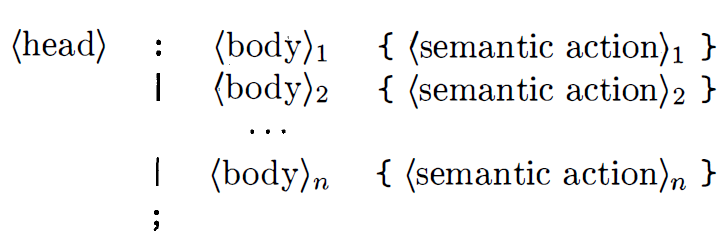 ⟨head⟩ : ⟨body⟩₁ { ⟨semantic action⟩₁ }
| ⟨body⟩₂ { ⟨semantic action⟩₂ }
...
| ⟨body⟩ₙ { ⟨semantic action⟩ₙ }
;